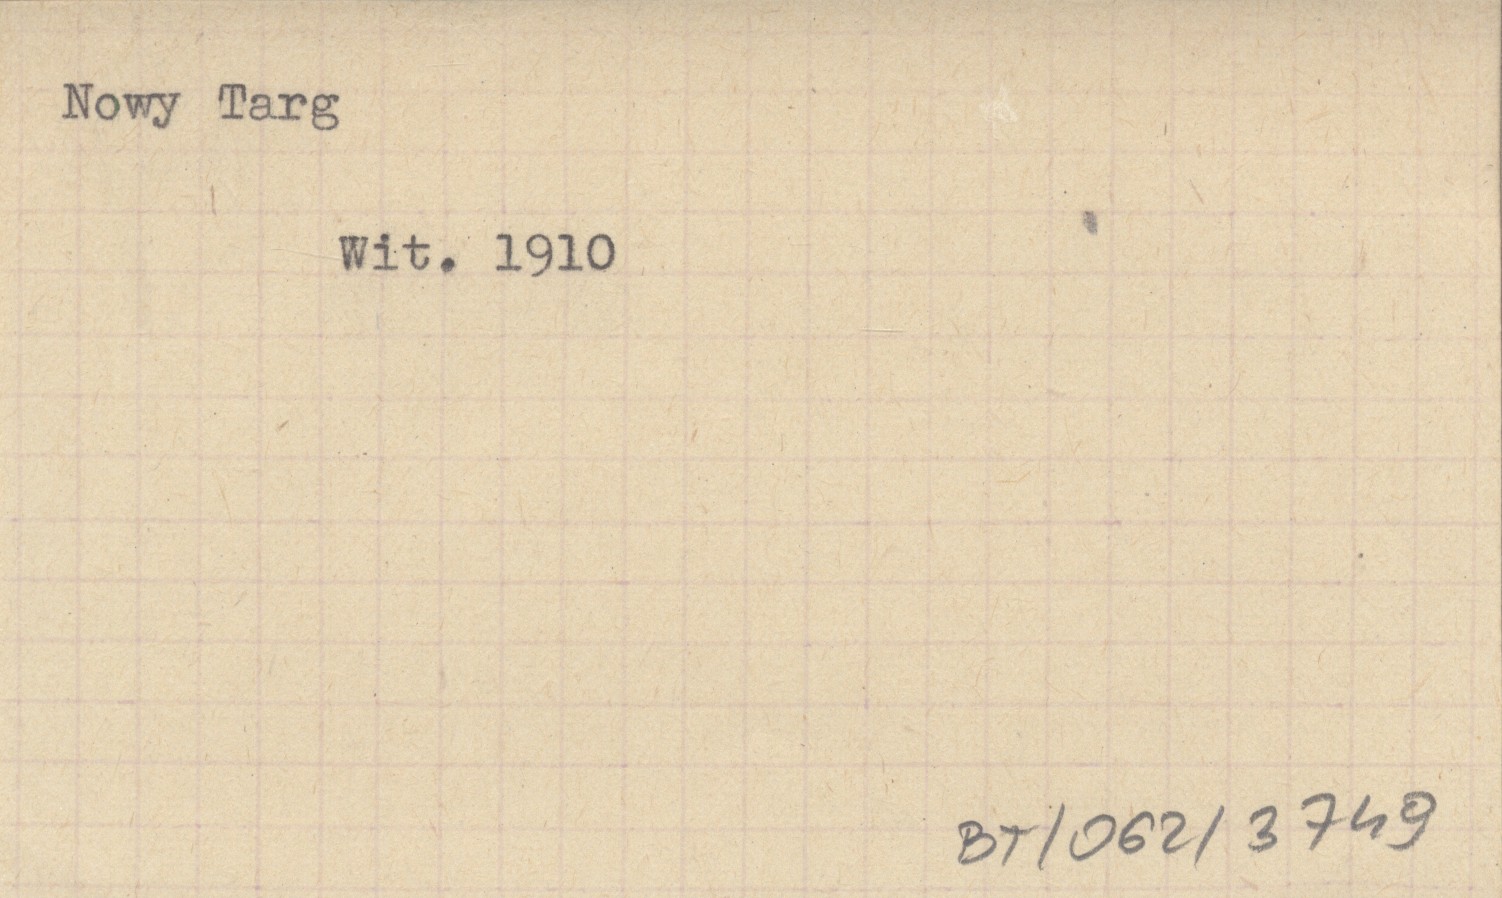 Nowy Targ
Wit. 1910
BT/062/3749